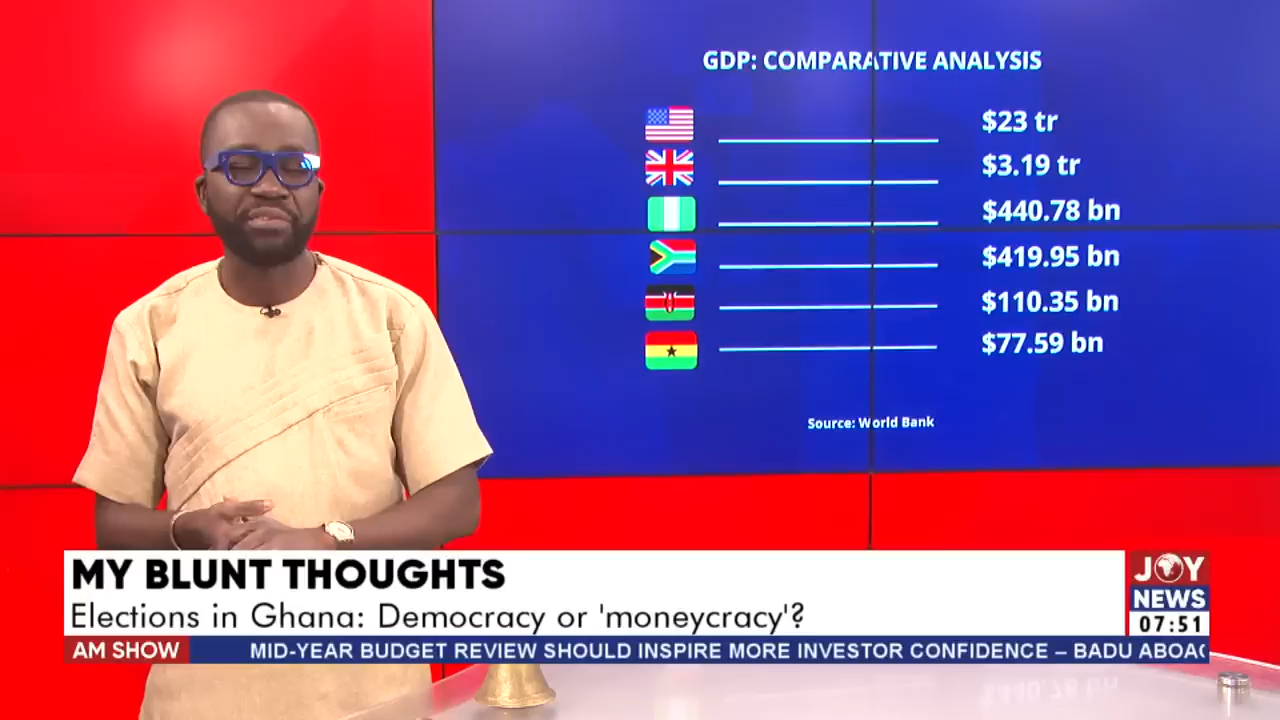 GDP: COMPARATIVE ANALYSIS
$23 tr
$3.19 tr
$440.78 bn
$419.95 bn
$110.35 bn
$77.59 bn
Source: World Bank
MY BLUNT THOUGHTS
Elections in Ghana: Democracy or 'moneycracy'?
JOY
NEWS
07:51
AM SHOW
MID-YEAR BUDGET REVIEW SHOULD INSPIRE MORE INVESTOR CONFIDENCE – BADU